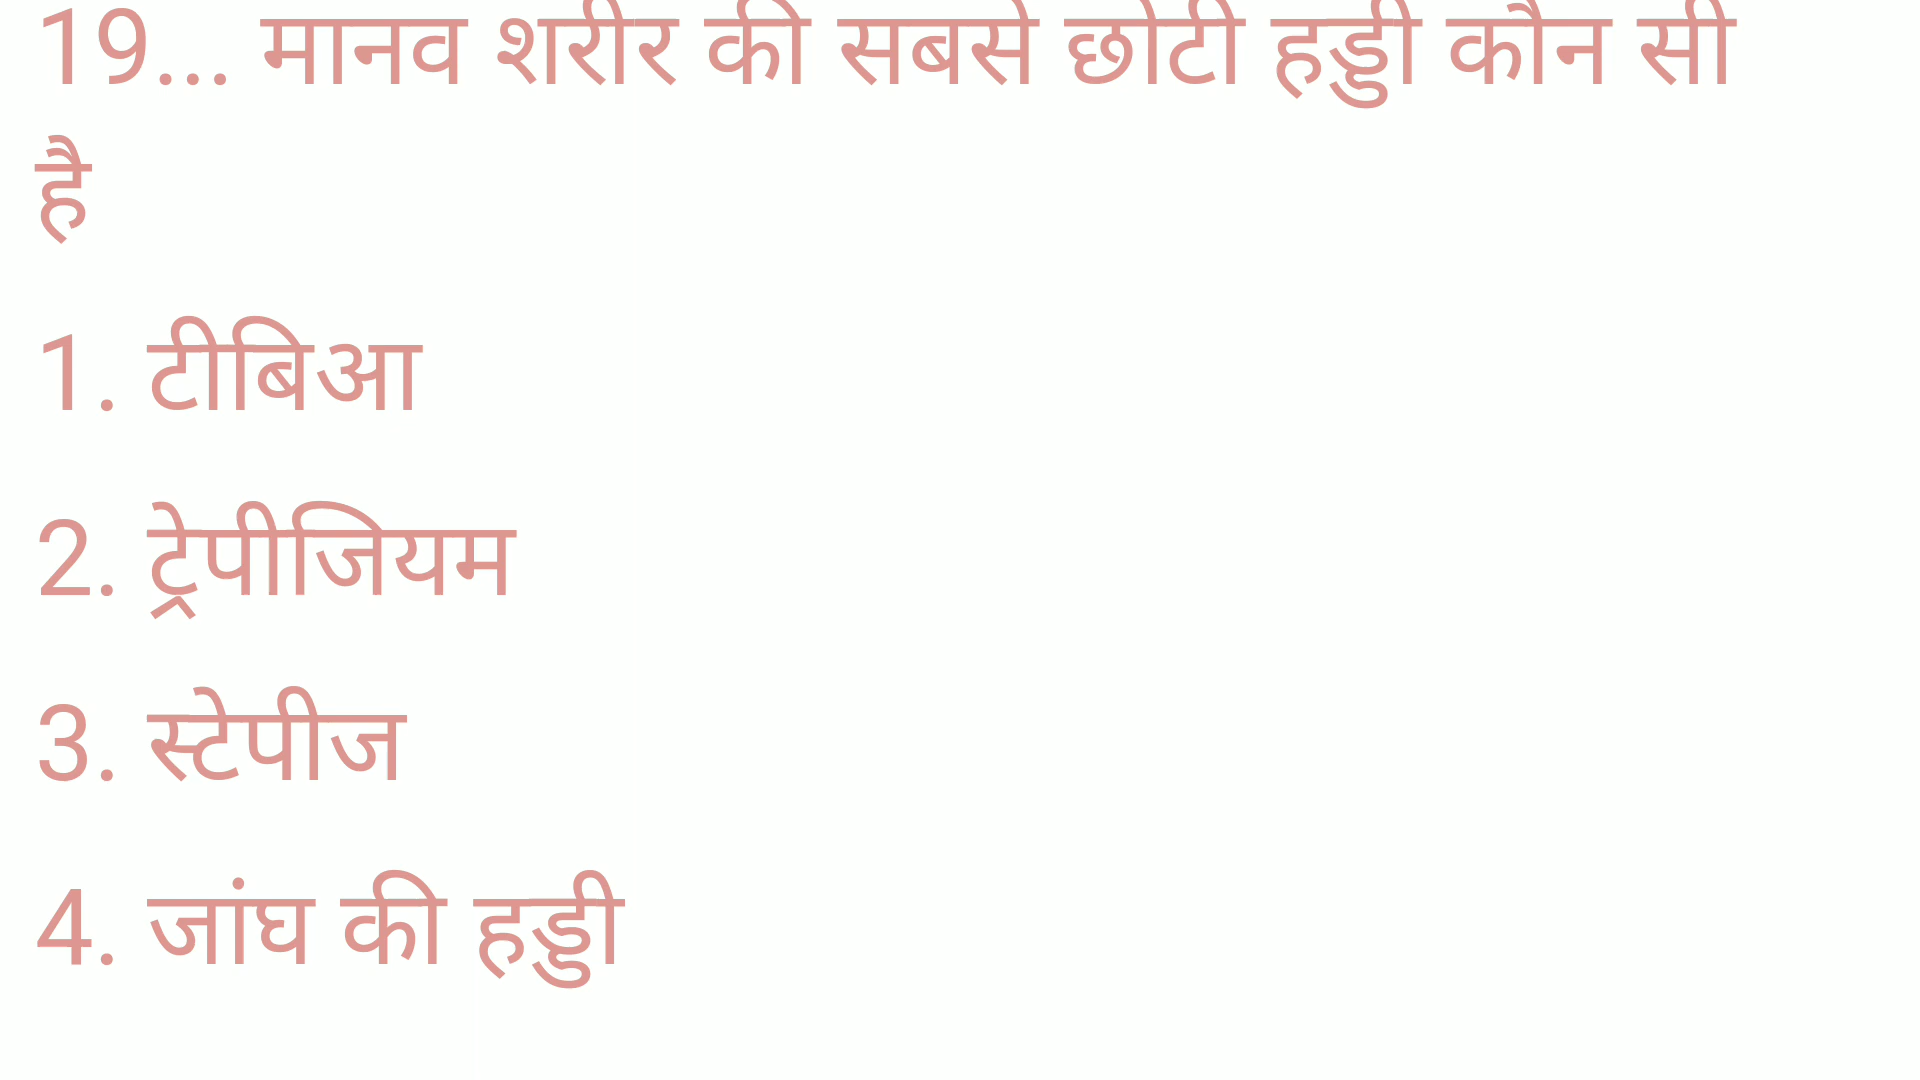 19... मानव शरीर की सबसे छोटी हड्डी कौन सी
है
1. टीबिआ
2. ट्रेपीजियम
3. स्टेपीज
4. जांघ की हड्डी